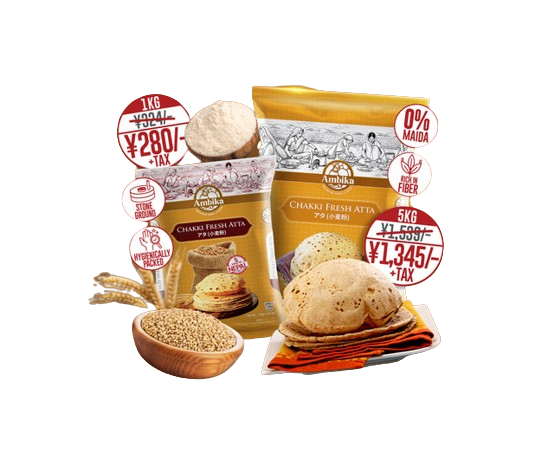 1KG
¥324/-
¥280/-
+TAX
STONE
GROUND
HYGIENICALLY
PACKED
Ambika
CHAKKI FRESH ATTA
アタ (小麦粉)
Ambika
CHAKKI FRESH ATTA
アタ (小麦粉)
0%
MAIDA
RICH IN
FIBER
5KG
¥1,539/-
¥1,345/-
+TAX